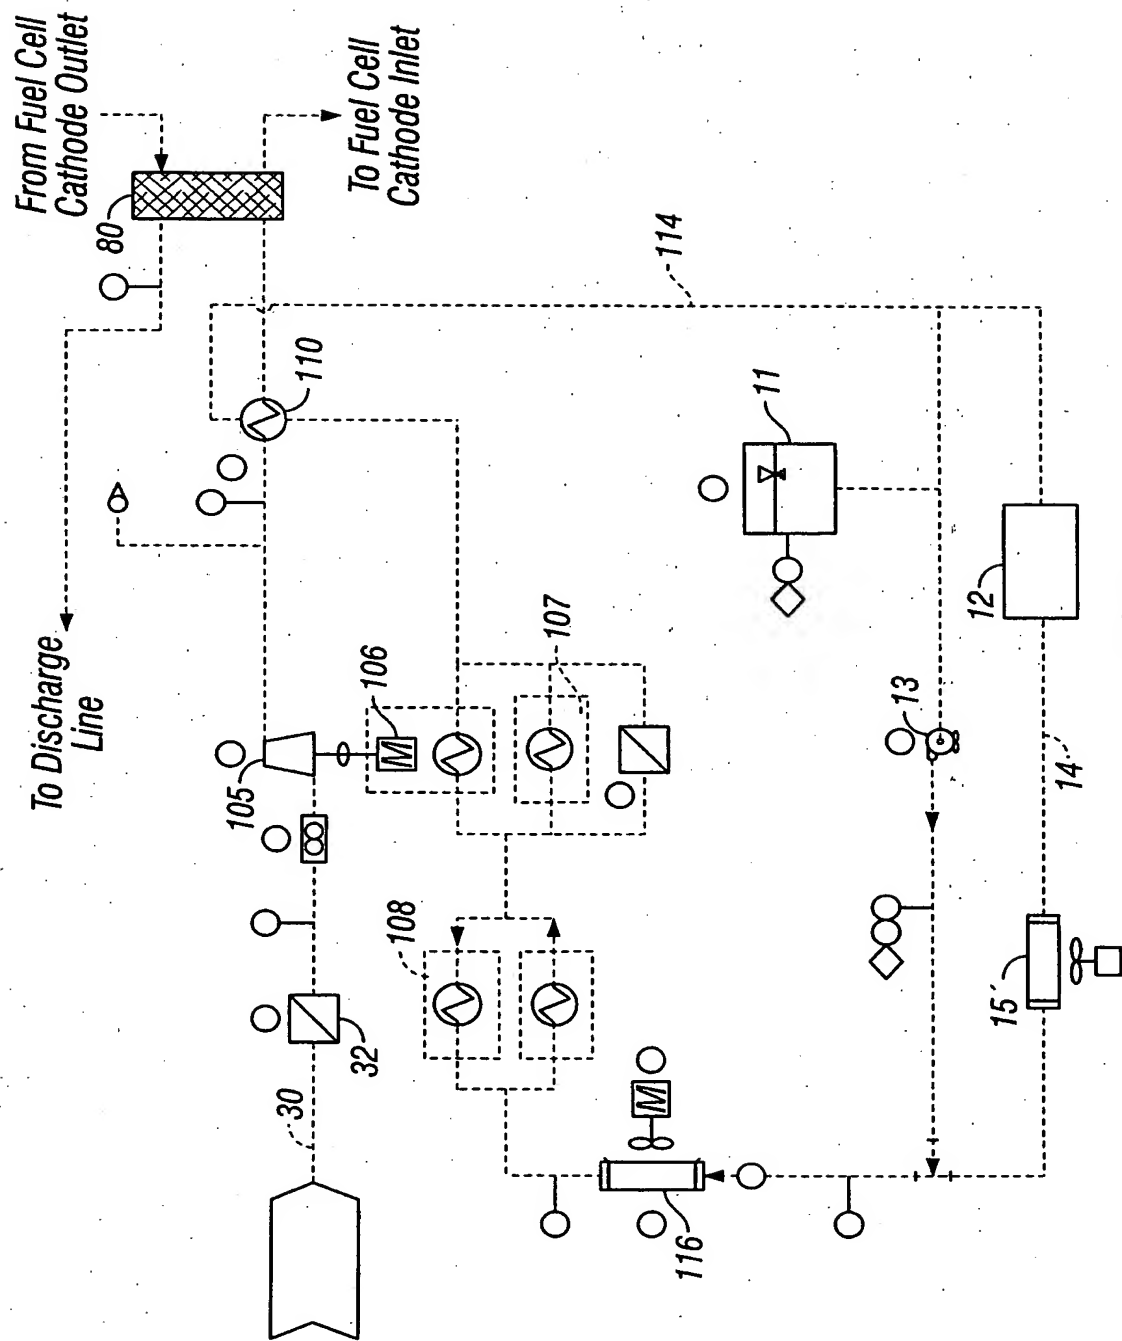 From Fuel Cell
Cathode Outlet
To Fuel Cell
Cathode Inlet
80
To Discharge
Line
110
114
105
106
107
11
12
13
14
15'
108
32
30
116
M
M